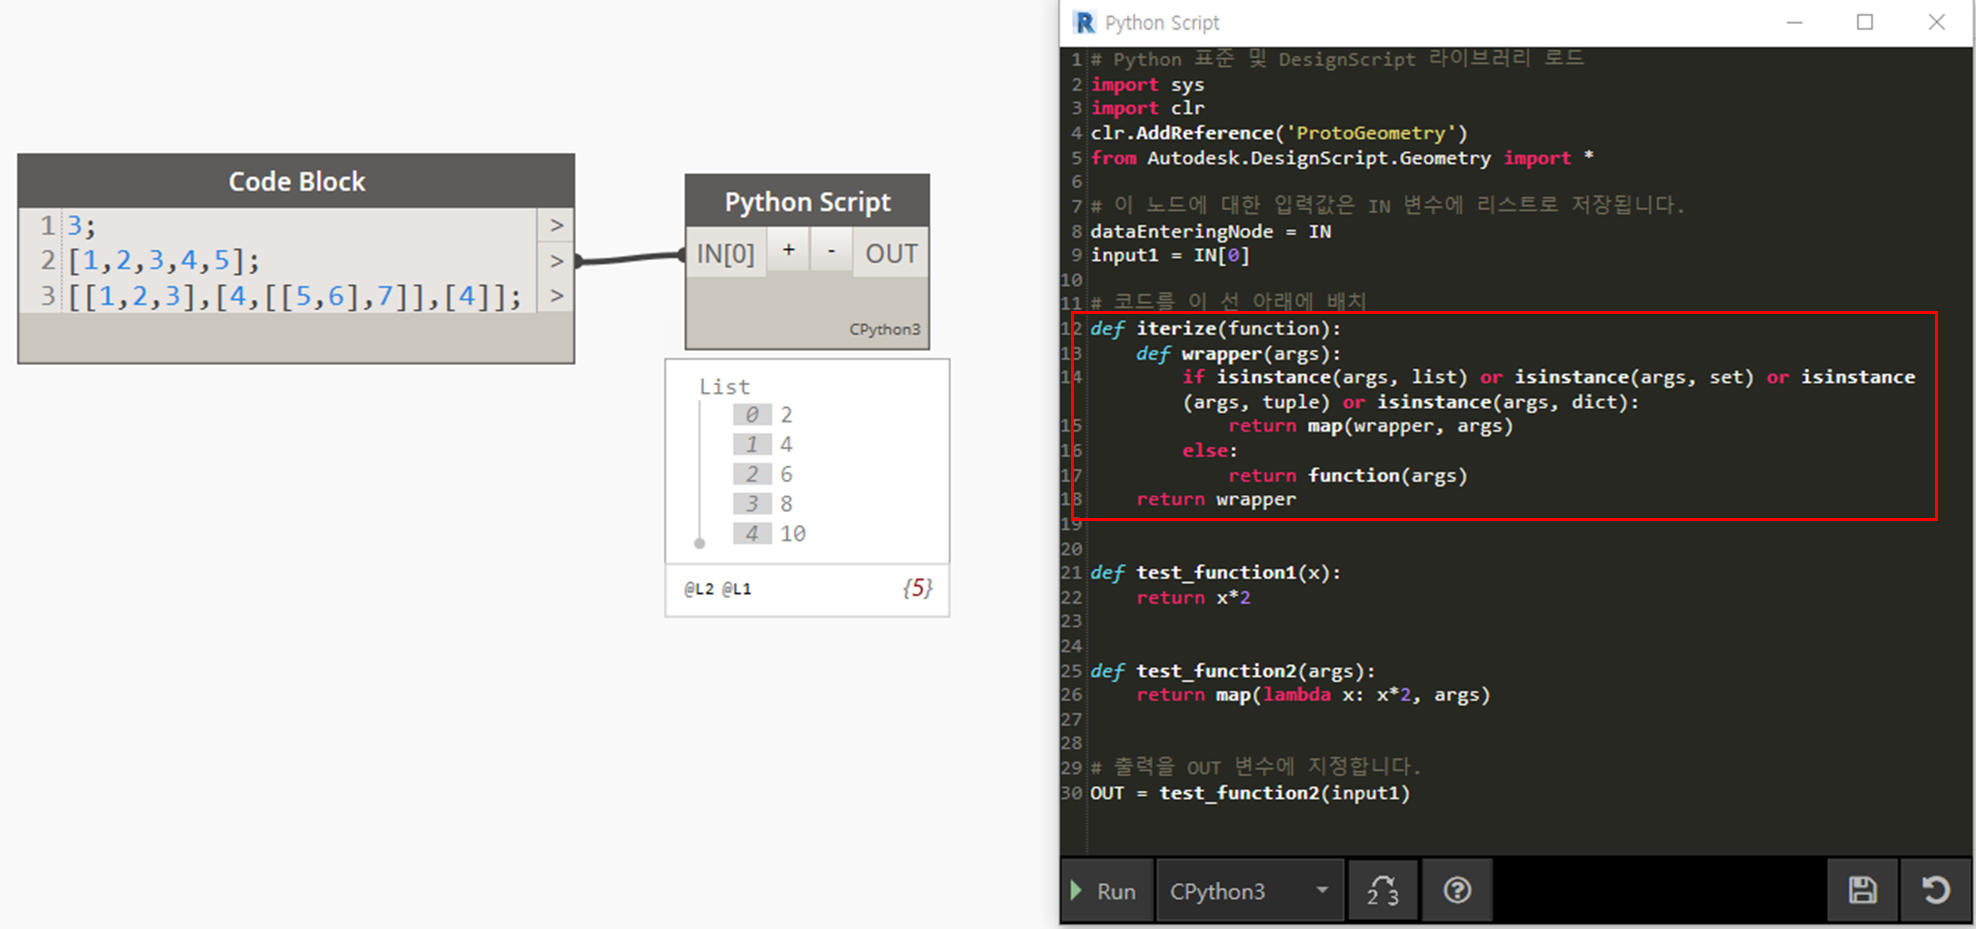 Code Block
1 3; >
2 [1,2,3,4,5]; >
3 [[1,2,3],[4,[[5,6],7]],[4]]; >
Python Script
IN[0] + - OUT
CPython3
List
0 2
1 4
2 6
3 8
4 10
@L2 @L1 {5}
R Python Script
1 # Python 표준 및 DesignScript 라이브러리 로드
2 import sys
3 import clr
4 clr.AddReference('ProtoGeometry')
5 from Autodesk.DesignScript.Geometry import *
6
7 # 이 노드에 대한 입력값은 IN 변수에 리스트로 저장됩니다.
8 dataEnteringNode = IN
9 input1 = IN[0]
10
11 # 코드를 이 선 아래에 배치
12 def iterize(function):
13     def wrapper(args):
14         if isinstance(args, list) or isinstance(args, set) or isinstance
        (args, tuple) or isinstance(args, dict):
15             return map(wrapper, args)
16         else:
17             return function(args)
18     return wrapper
19
20
21 def test_function1(x):
22     return x*2
23
24
25 def test_function2(args):
26     return map(lambda x: x*2, args)
27
28
29 # 출력을 OUT 변수에 지정합니다.
30 OUT = test_function2(input1)
Run CPython3 2 3 ?